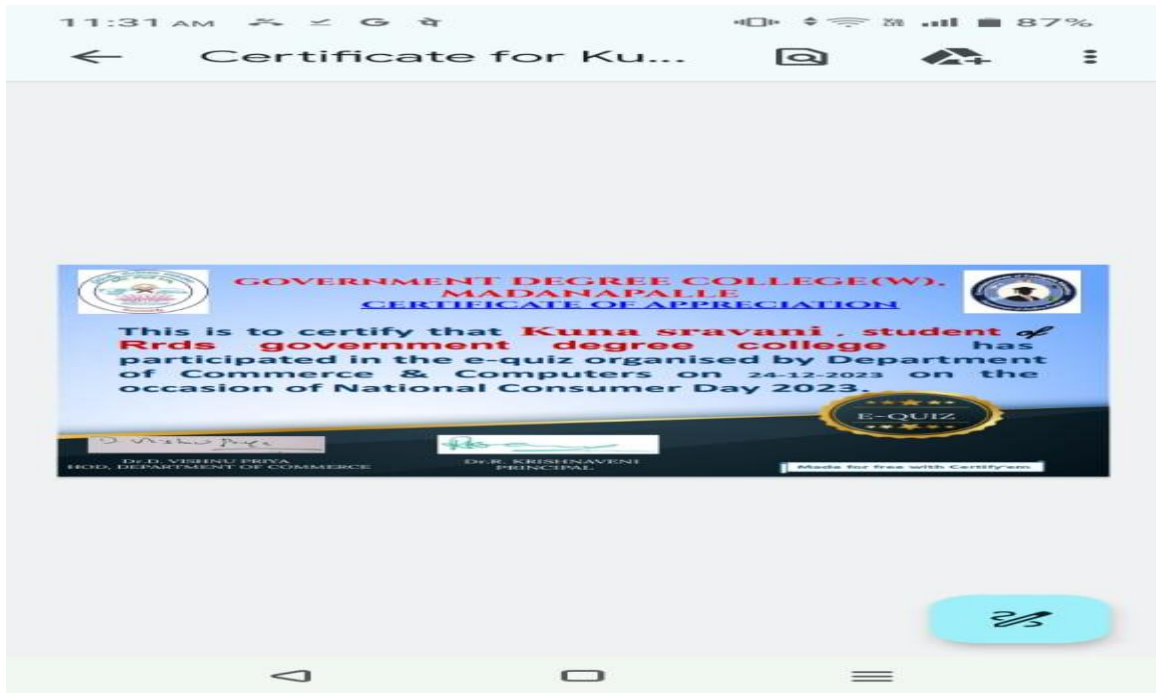 11:31 AM G ये 87%
Certificate for Ku...
GOVERNMENT DEGREE COLLEGE(W),
MADANAPALLE
CERTIFICATE OF APPRECIATION
This is to certify that Kuna sravani , student of
Rrds government degree college has
participated in the e-quiz organised by Department
of Commerce & Computers on 24-12-2023 on the
occasion of National Consumer Day 2023.
E-QUIZ
Dr.D. VISHNU PRIYA
HOD, DEPARTMENT OF COMMERCE
Dr.R. KRISHNAVENI
PRINCIPAL
Made for free with Certify'em